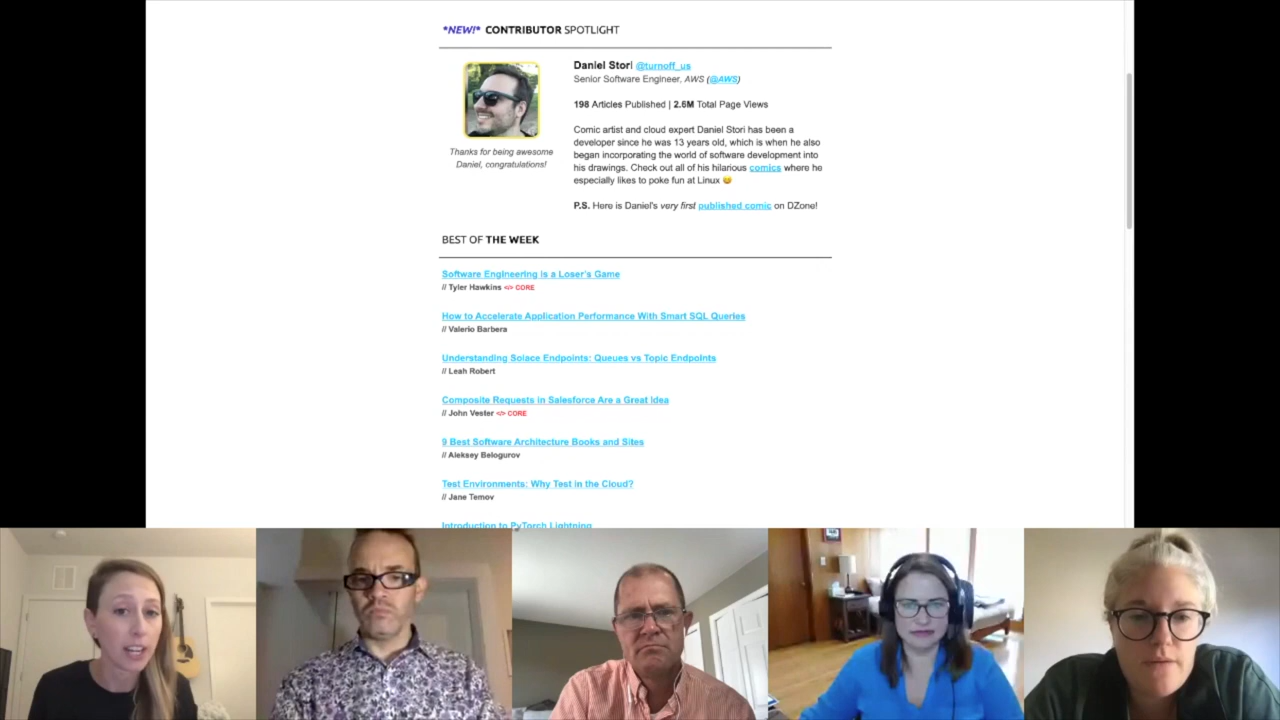 *NEW!* CONTRIBUTOR SPOTLIGHT
Daniel Stori @turnoff_us
Senior Software Engineer, AWS (@AWS)
198 Articles Published | 2.6M Total Page Views
Comic artist and cloud expert Daniel Stori has been a
developer since he was 13 years old, which is when he also
began incorporating the world of software development into
his drawings. Check out all of his hilarious comics where he
especially likes to poke fun at Linux 😄
P.S. Here is Daniel's very first published comic on DZone!
Thanks for being awesome
Daniel, congratulations!
BEST OF THE WEEK
Software Engineering is a Loser's Game
// Tyler Hawkins </> CORE
How to Accelerate Application Performance With Smart SQL Queries
// Valerio Barbera
Understanding Solace Endpoints: Queues vs Topic Endpoints
// Leah Robert
Composite Requests in Salesforce Are a Great Idea
// John Vester </> CORE
9 Best Software Architecture Books and Sites
// Aleksey Belogurov
Test Environments: Why Test in the Cloud?
// Jane Temov
Introduction to PyTorch Lightning